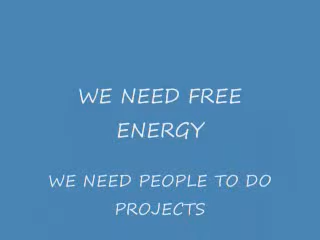 WE NEED FREE
ENERGY
WE NEED PEOPLE TO DO
PROJECTS